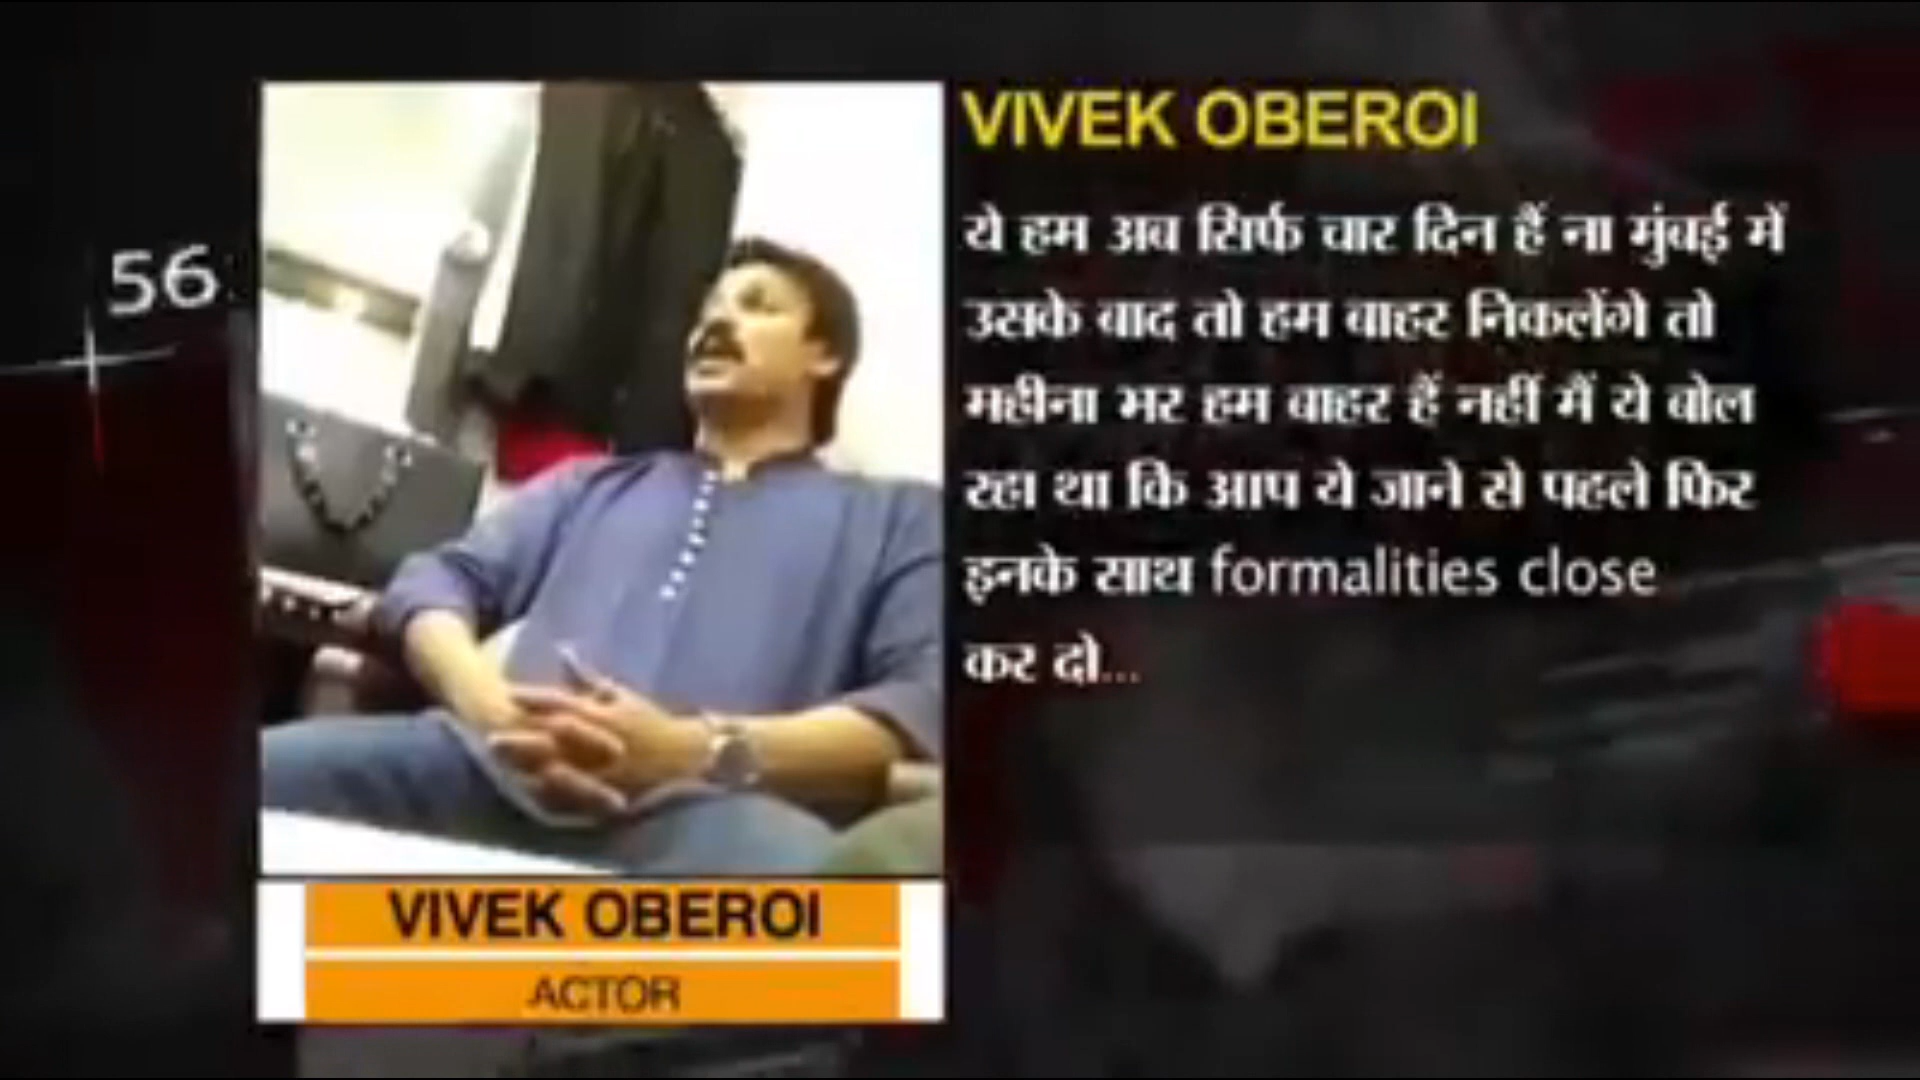 56
VIVEK OBEROI
ये हम अब सिर्फ चार दिन हैं ना मुंबई में
उसके बाद तो हम बाहर निकलेंगे तो
महीना भर हम बाहर हैं नहीं मैं ये बोल
रहा था कि आप ये जाने से पहले फिर
इनके साथ formalities close
कर दो...
VIVEK OBEROI
ACTOR